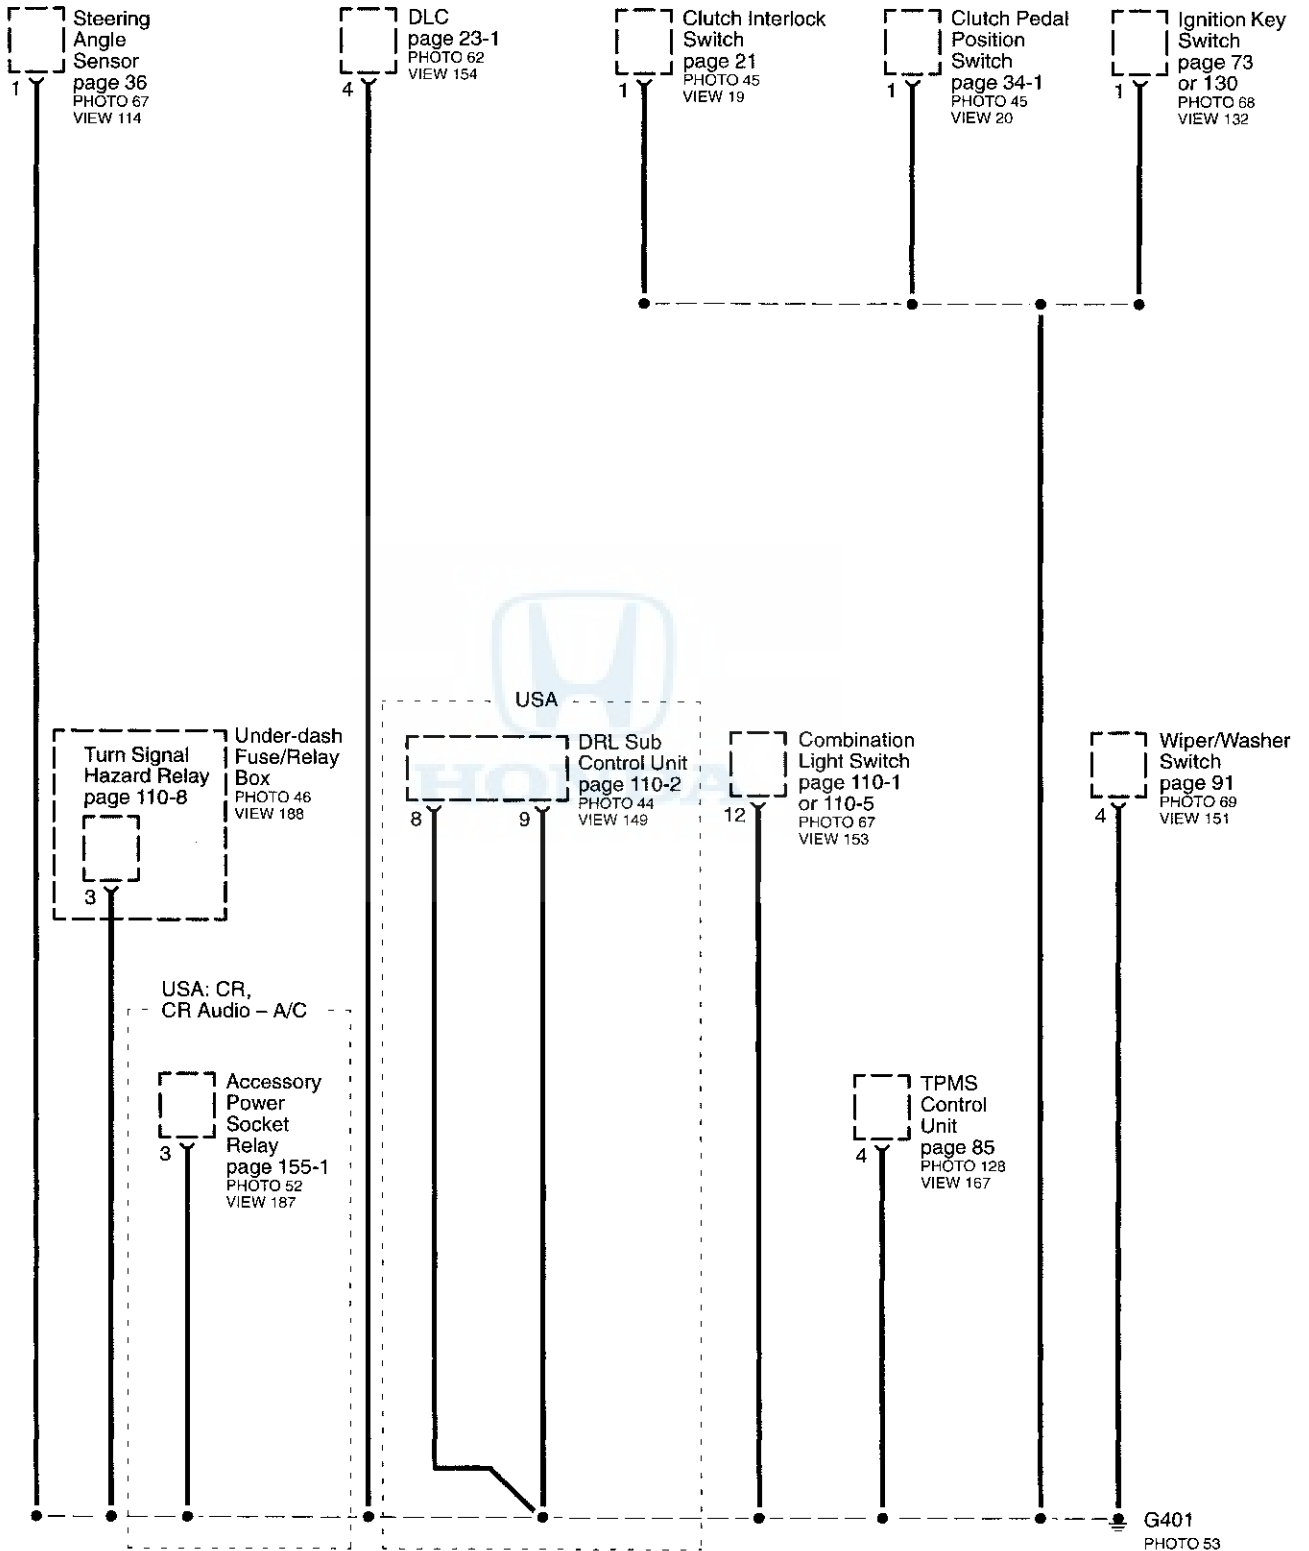 Steering
Angle
Sensor
page 36
PHOTO 67
VIEW 114
1
DLC
page 23-1
PHOTO 62
VIEW 154
4
Clutch Interlock
Switch
page 21
PHOTO 45
VIEW 19
1
Clutch Pedal
Position
Switch
page 34-1
PHOTO 45
VIEW 20
1
Ignition Key
Switch
page 73
or 130
PHOTO 68
VIEW 132
1
Turn Signal
Hazard Relay
page 110-8
3
Under-dash
Fuse/Relay
Box
PHOTO 46
VIEW 188
USA
DRL Sub
Control Unit
page 110-2
PHOTO 44
VIEW 149
8
9
HONDA
Combination
Light Switch
page 110-1
or 110-5
PHOTO 67
VIEW 153
12
Wiper/Washer
Switch
page 91
PHOTO 69
VIEW 151
4
USA: CR,
CR Audio – A/C
Accessory
Power
Socket
Relay
page 155-1
PHOTO 52
VIEW 187
3
TPMS
Control
Unit
page 85
PHOTO 128
VIEW 167
4
G401
PHOTO 53